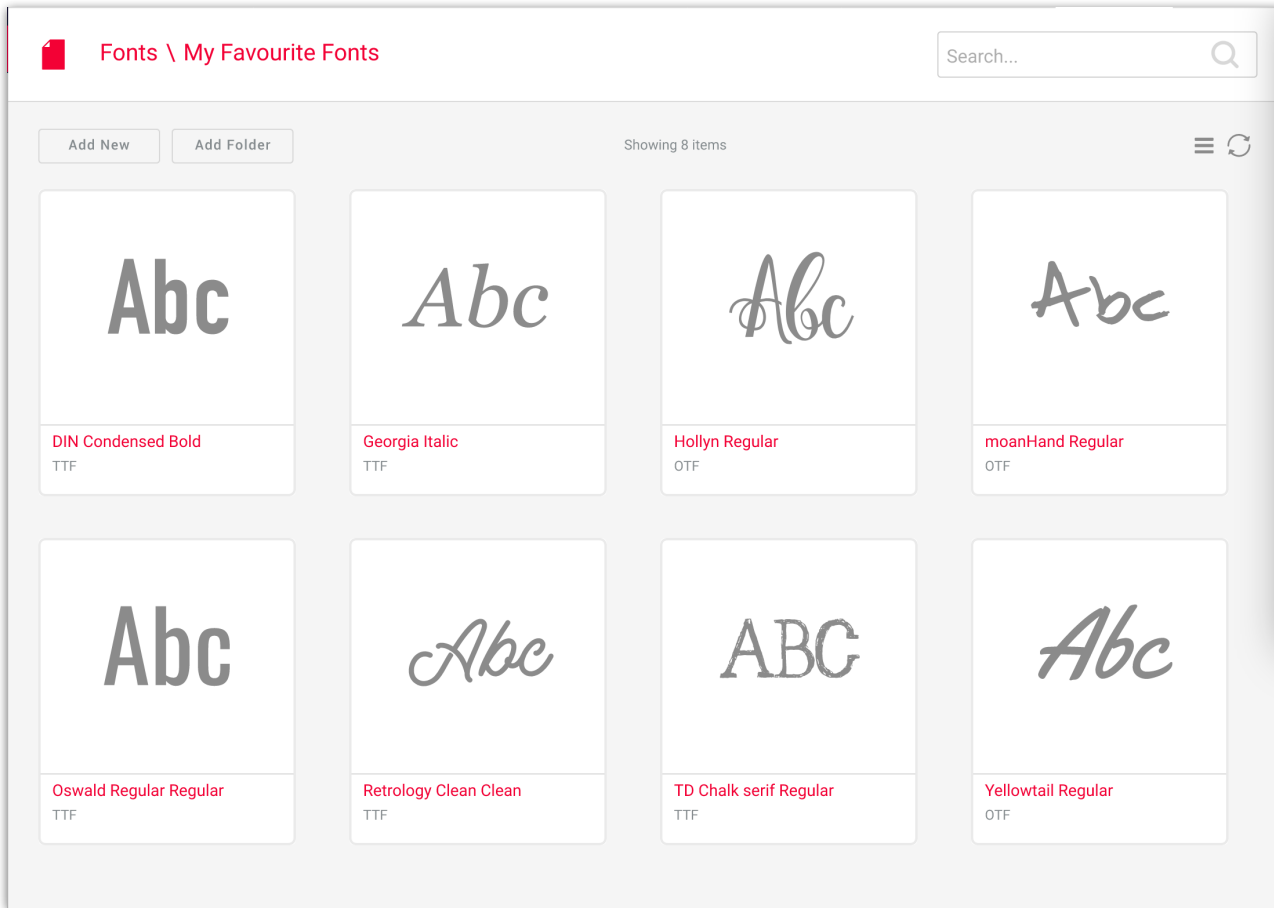 Fonts \ My Favourite Fonts
Search...
Add New
Add Folder
Showing 8 items
Abc
Abc
Abc
Abc
DIN Condensed Bold
TTF
Georgia Italic
TTF
Hollyn Regular
OTF
moanHand Regular
OTF
Abc
Abc
ABC
Abc
Oswald Regular Regular
TTF
Retrology Clean Clean
TTF
TD Chalk serif Regular
TTF
Yellowtail Regular
OTF